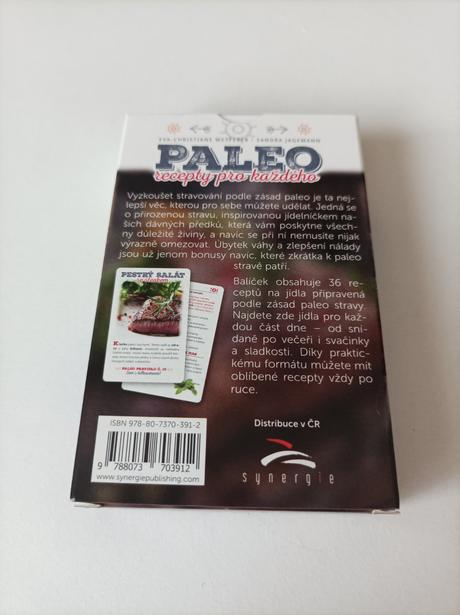 EVA-CHRISTIANE WETTERER SANDRA JAGEMANN
PALEO
recepty pro každého
Vyzkoušet stravování podle zásad paleo je ta nej-
lepší věc, kterou pro sebe můžete udělat. Jedná se
o přirozenou stravu, inspirovanou jídelníčkem na-
šich dávných předků, která vám poskytne všech-
ny důležité živiny, a navíc se při ní nemusíte nijak
výrazně omezovat. Úbytek váhy a zlepšení nálady
jsou už jenom bonusy navíc, které zkrátka k paleo
stravě patří.
Balíček obsahuje 36 re-
ceptů na jídla připravená
podle zásad paleo stravy.
Najdete zde jídla pro kaž-
dou část dne – od sní-
daně po večeři i svačinky
a sladkosti. Díky praktic-
kému formátu můžete mít
oblíbené recepty vždy po
ruce.
PESTRÝ SALÁT
ISBN 978-80-7370-391-2
9 788073 703912
www.synergiepublishing.com
Distribuce v ČR
synergie